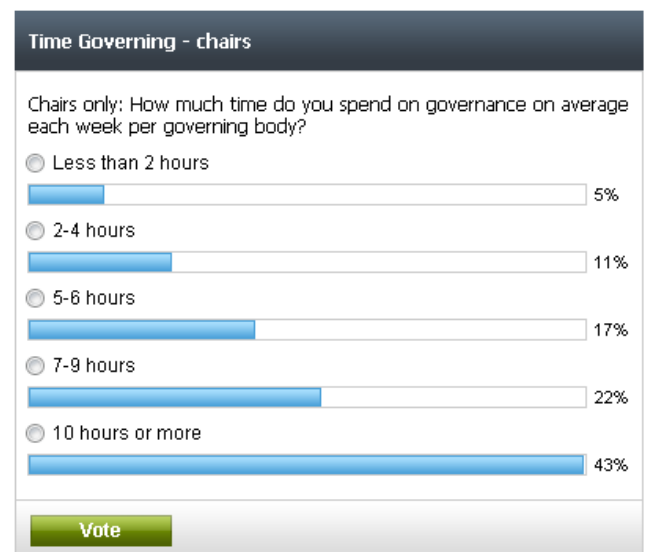 Time Governing - chairs
Chairs only: How much time do you spend on governance on average
each week per governing body?
Less than 2 hours
5%
2-4 hours
11%
5-6 hours
17%
7-9 hours
22%
10 hours or more
43%
Vote